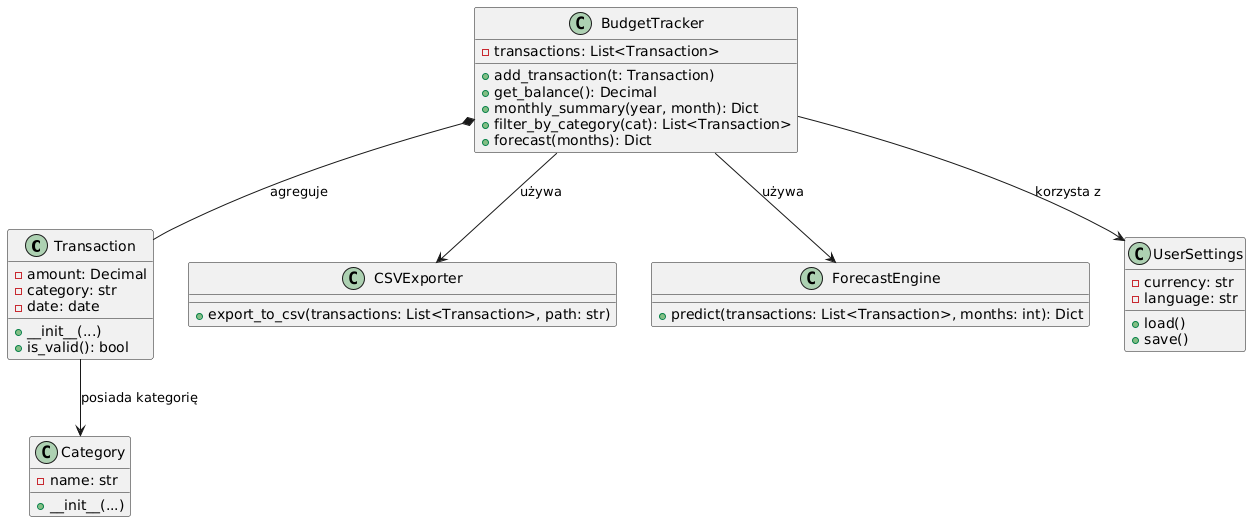 C BudgetTracker
transactions: List<Transaction>
add_transaction(t: Transaction)
get_balance(): Decimal
monthly_summary(year, month): Dict
filter_by_category(cat): List<Transaction>
forecast(months): Dict
agreguje
używa
używa
korzysta z
C Transaction
amount: Decimal
category: str
date: date
__init__(...)
is_valid(): bool
C CSVExporter
export_to_csv(transactions: List<Transaction>, path: str)
C ForecastEngine
predict(transactions: List<Transaction>, months: int): Dict
C UserSettings
currency: str
language: str
load()
save()
posiada kategorię
C Category
name: str
__init__(...)